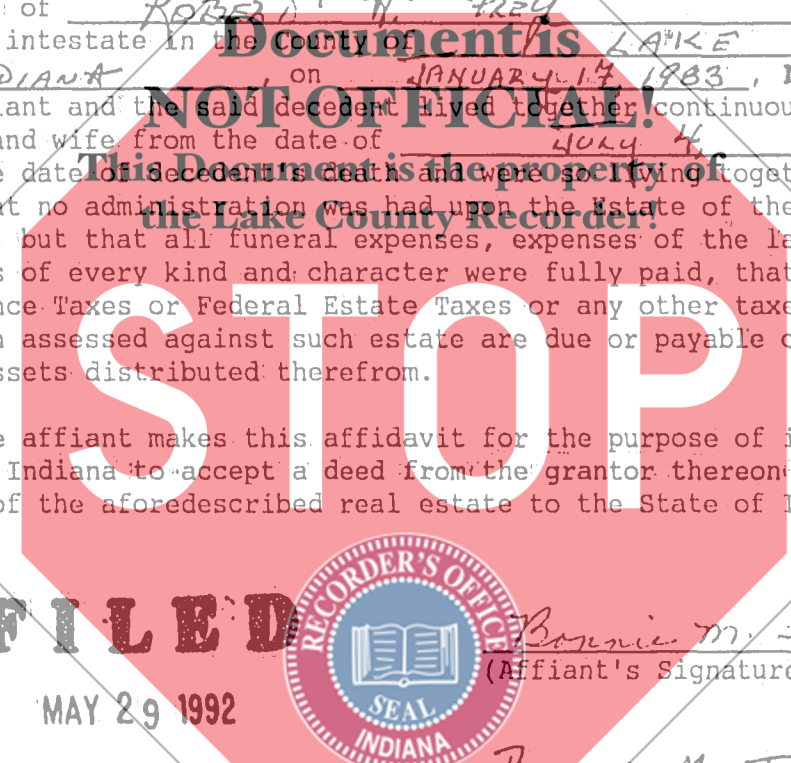 of ROBERT H.
Document is
intestate in the County of LAKE
DIANA , on JANUARY 17, 1983 ,
NOT OFFICIAL!
iant and the said decedent lived together continuou
and wife from the date of JULY 4,
This Document is the property of
e date of decedent's death and were so living toget
at no administration was had upon the Estate of the
the Lake County Recorder!
but that all funeral expenses, expenses of the la
s of every kind and character were fully paid, that
nce Taxes or Federal Estate Taxes or any other taxe
n assessed against such estate are due or payable o
ssets distributed therefrom.
STOP
e affiant makes this affidavit for the purpose of i
Indiana to accept a deed from the grantor thereon
of the aforedescribed real estate to the State of I
RECORDER'S OFFICE
FILED
Bonnie M.
(Affiant's Signature
MAY 29 1992
SEAL
INDIANA